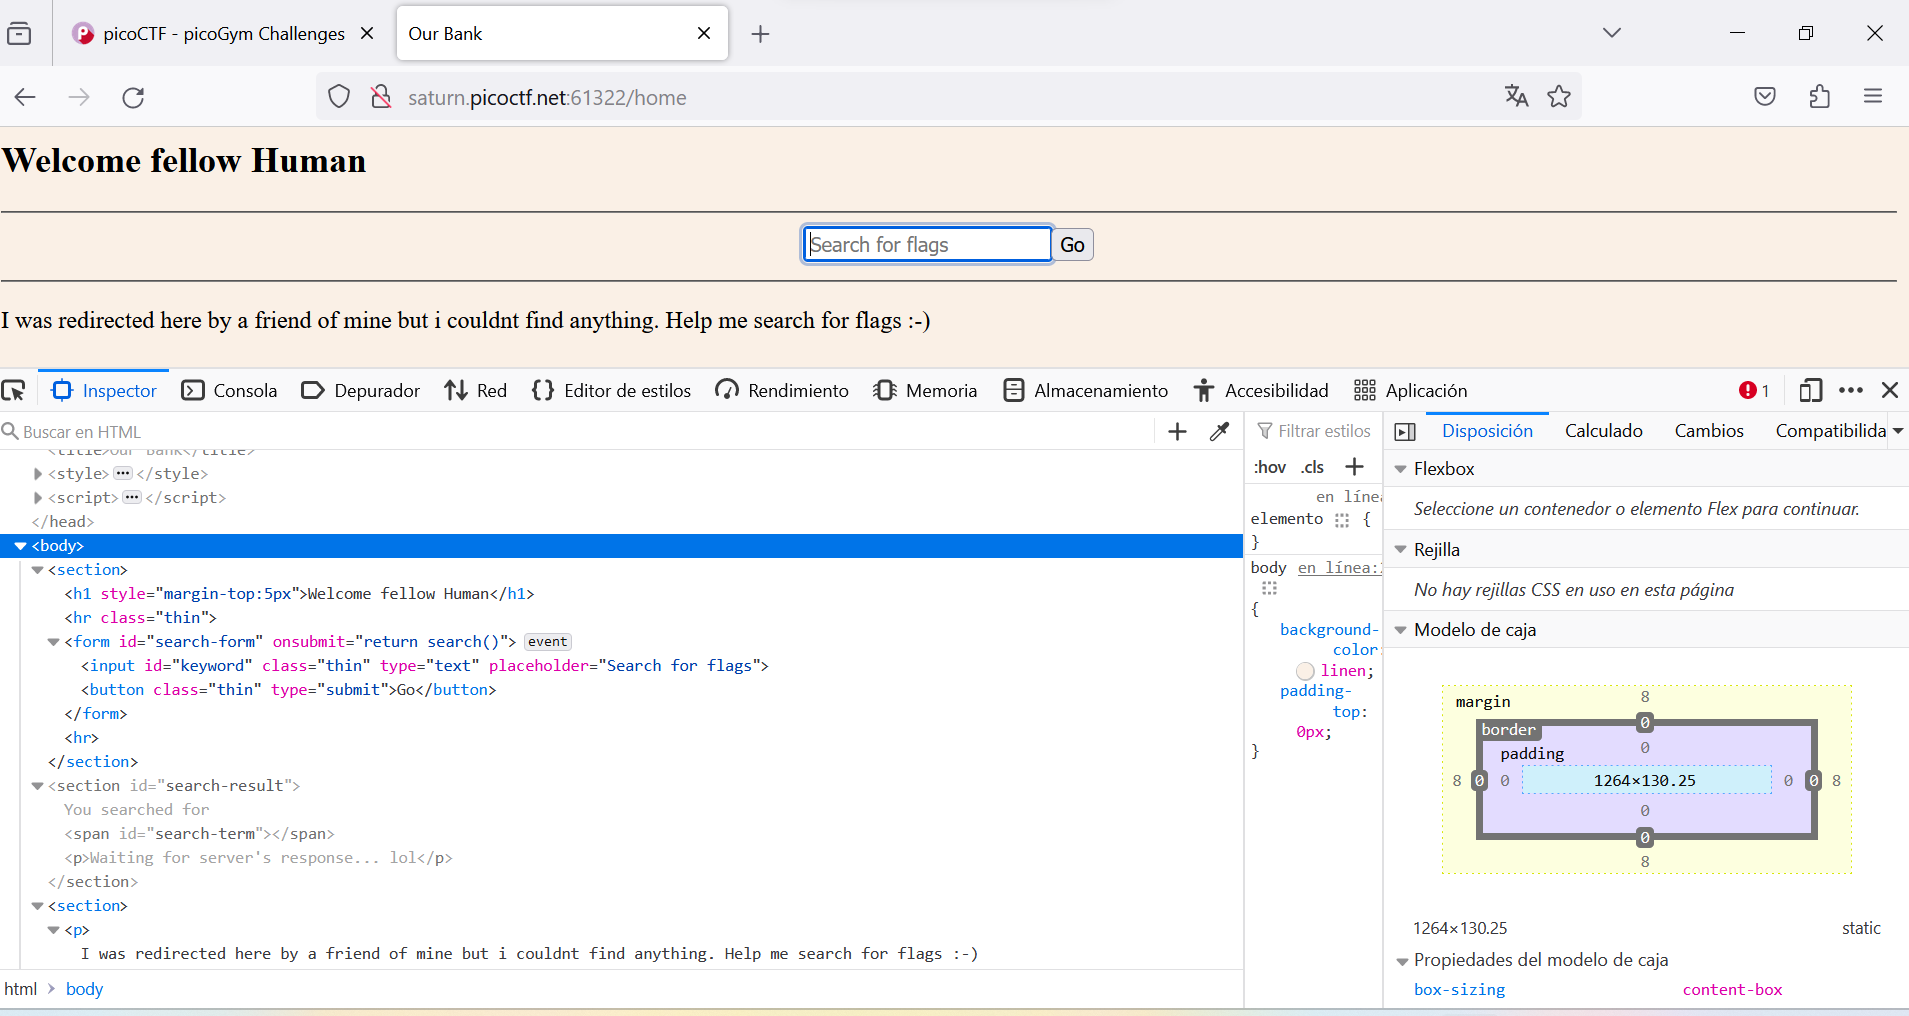 picoCTF - picoGym Challenges
Our Bank
saturn.picoctf.net:61322/home
Welcome fellow Human
Search for flags
Go
I was redirected here by a friend of mine but i couldnt find anything. Help me search for flags :-)
Inspector
Consola
Depurador
Red
Editor de estilos
Rendimiento
Memoria
Almacenamiento
Accesibilidad
Aplicación
1
Buscar en HTML
<title>Our Bank</title>
<style> ••• </style>
<script> ••• </script>
</head>
<body>
<section>
<h1 style="margin-top:5px">Welcome fellow Human</h1>
<hr class="thin">
<form id="search-form" onsubmit="return search()"> event
<input id="keyword" class="thin" type="text" placeholder="Search for flags">
<button class="thin" type="submit">Go</button>
</form>
<hr>
</section>
<section id="search-result">
You searched for
<span id="search-term"></span>
<p>Waiting for server's response... lol</p>
</section>
<section>
<p>
I was redirected here by a friend of mine but i couldnt find anything. Help me search for flags :-)
html > body
Filtrar estilos
:hov .cls +
en línea
elemento {
}
body en línea:
{
background-
color:
linen;
padding-
top:
0px;
}
Disposición
Calculado
Cambios
Compatibilida
Flexbox
Seleccione un contenedor o elemento Flex para continuar.
Rejilla
No hay rejillas CSS en uso en esta página
Modelo de caja
margin 8
border 0
padding 0
8 0 0 1264×130.25 0 0 8
0
0
8
1264×130.25 static
Propiedades del modelo de caja
box-sizing content-box